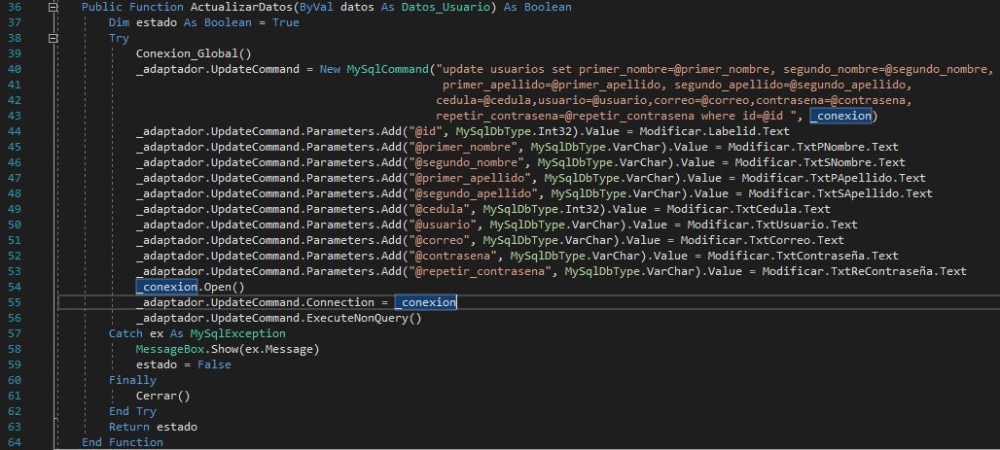 36 Public Function ActualizarDatos(ByVal datos As Datos_Usuario) As Boolean
37 Dim estado As Boolean = True
38 Try
39 Conexion_Global()
40 _adaptador.UpdateCommand = New MySqlCommand("update usuarios set primer_nombre=@primer_nombre, segundo_nombre=@segundo_nombre,
41 primer_apellido=@primer_apellido, segundo_apellido=@segundo_apellido,
42 cedula=@cedula,usuario=@usuario,correo=@correo,contrasena=@contrasena,
43 repetir_contrasena=@repetir_contrasena where id=@id ", _conexion)
44 _adaptador.UpdateCommand.Parameters.Add("@id", MySqlDbType.Int32).Value = Modificar.Labelid.Text
45 _adaptador.UpdateCommand.Parameters.Add("@primer_nombre", MySqlDbType.VarChar).Value = Modificar.TxtPNombre.Text
46 _adaptador.UpdateCommand.Parameters.Add("@segundo_nombre", MySqlDbType.VarChar).Value = Modificar.TxtSNombre.Text
47 _adaptador.UpdateCommand.Parameters.Add("@primer_apellido", MySqlDbType.VarChar).Value = Modificar.TxtPApellido.Text
48 _adaptador.UpdateCommand.Parameters.Add("@segundo_apellido", MySqlDbType.VarChar).Value = Modificar.TxtSApellido.Text
49 _adaptador.UpdateCommand.Parameters.Add("@cedula", MySqlDbType.Int32).Value = Modificar.TxtCedula.Text
50 _adaptador.UpdateCommand.Parameters.Add("@usuario", MySqlDbType.VarChar).Value = Modificar.TxtUsuario.Text
51 _adaptador.UpdateCommand.Parameters.Add("@correo", MySqlDbType.VarChar).Value = Modificar.TxtCorreo.Text
52 _adaptador.UpdateCommand.Parameters.Add("@contrasena", MySqlDbType.VarChar).Value = Modificar.TxtContraseña.Text
53 _adaptador.UpdateCommand.Parameters.Add("@repetir_contrasena", MySqlDbType.VarChar).Value = Modificar.TxtReContraseña.Text
54 _conexion.Open()
55 _adaptador.UpdateCommand.Connection = _conexion
56 _adaptador.UpdateCommand.ExecuteNonQuery()
57 Catch ex As MySqlException
58 MessageBox.Show(ex.Message)
59 estado = False
60 Finally
61 Cerrar()
62 End Try
63 Return estado
64 End Function